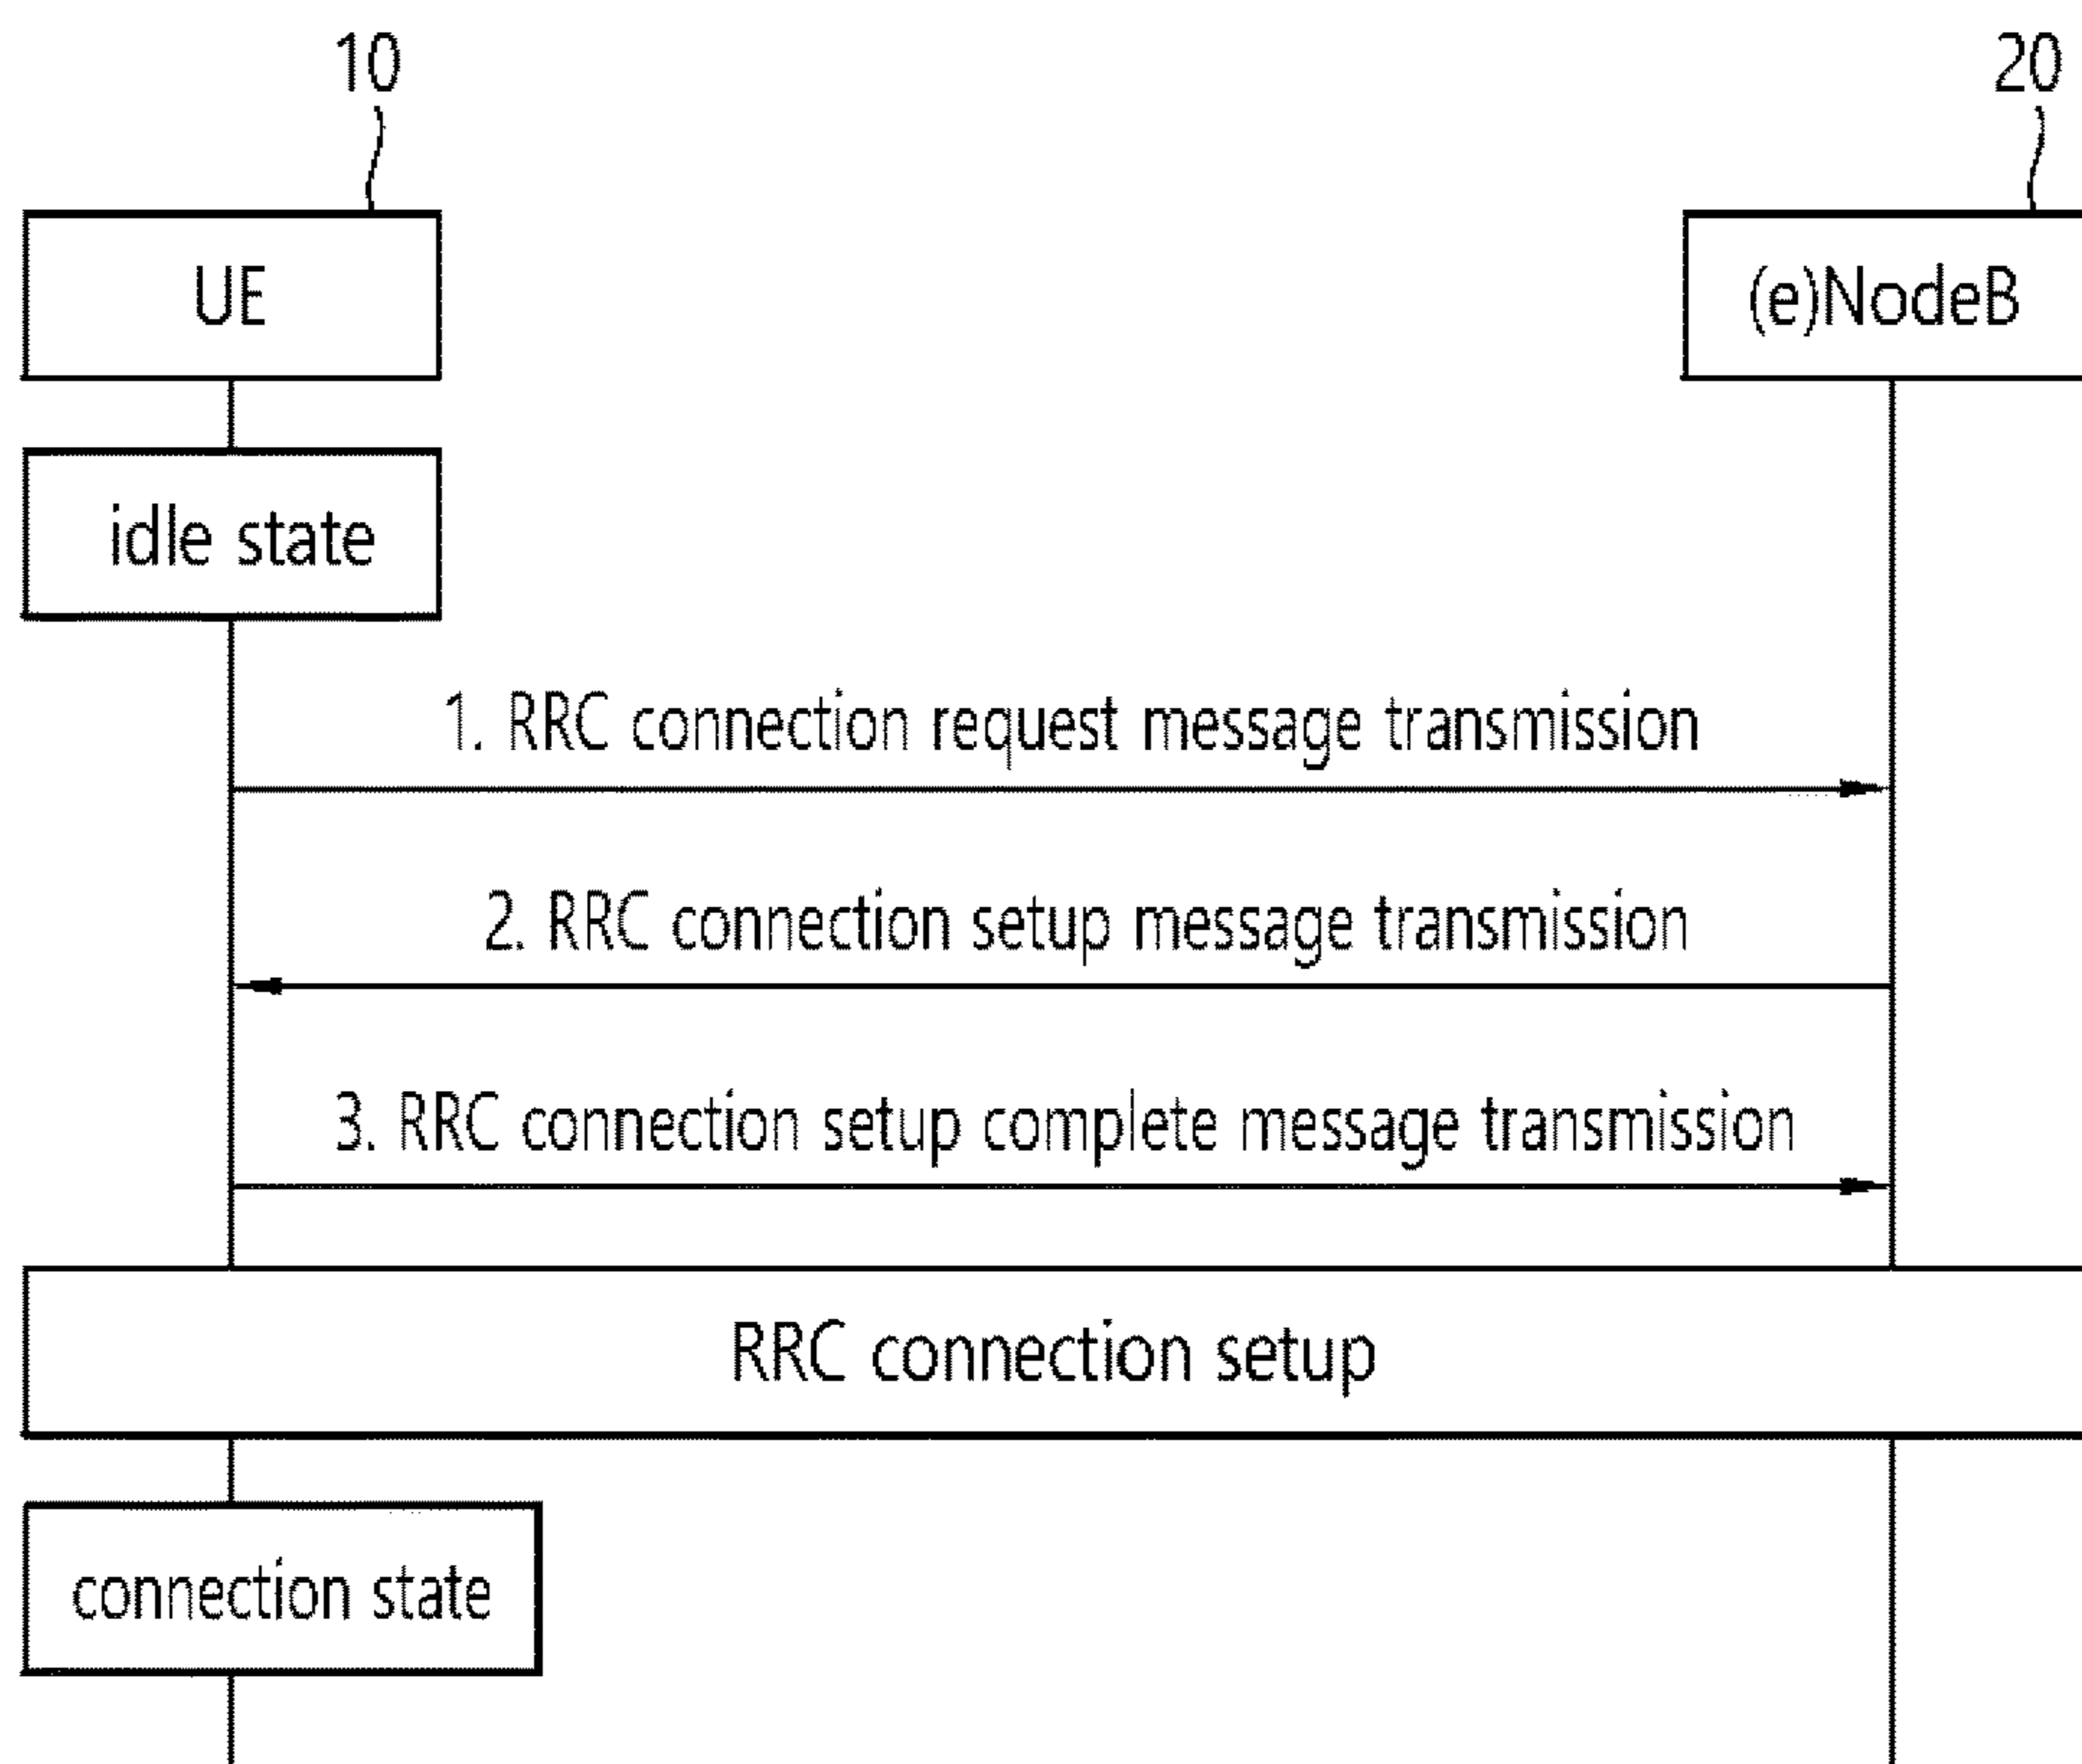 10
20
UE
(e)NodeB
idle state
1. RRC connection request message transmission
2. RRC connection setup message transmission
3. RRC connection setup complete message transmission
RRC connection setup
connection state